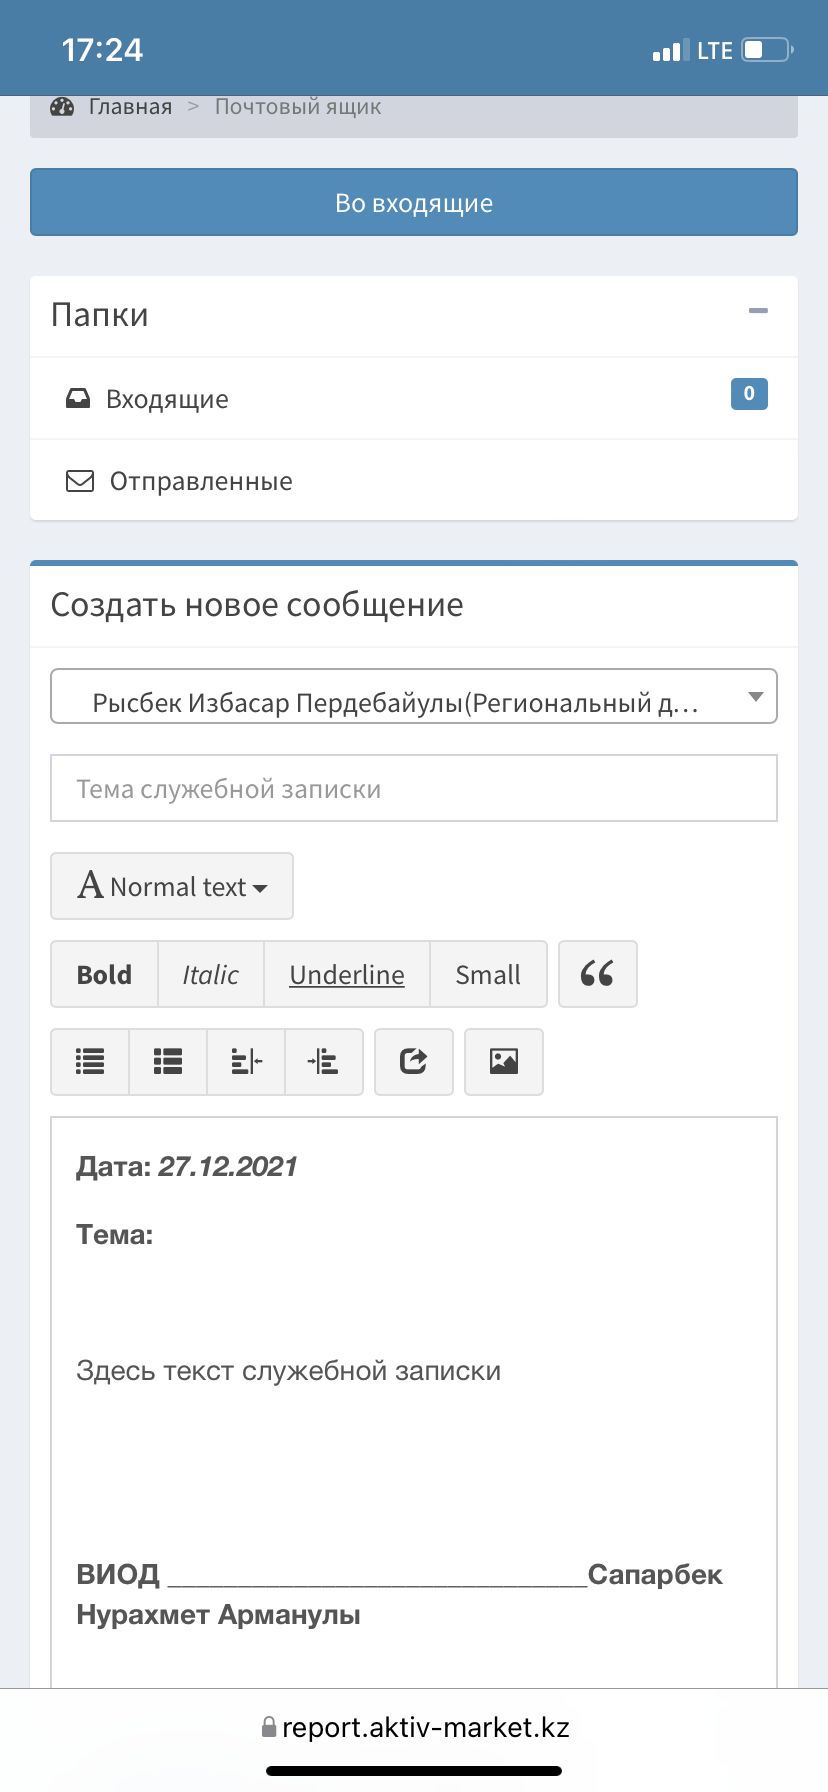 17:24 LTE
Главная > Почтовый ящик
Во входящие
Папки
Входящие 0
Отправленные
Создать новое сообщение
Рысбек Избасар Пердебайулы(Региональный д...
Тема служебной записки
A Normal text
Bold Italic Underline Small “
Дата: 27.12.2021
Тема:
Здесь текст служебной записки
ВИОД ______________________________Сапарбек
Нурахмет Арманулы
report.aktiv-market.kz